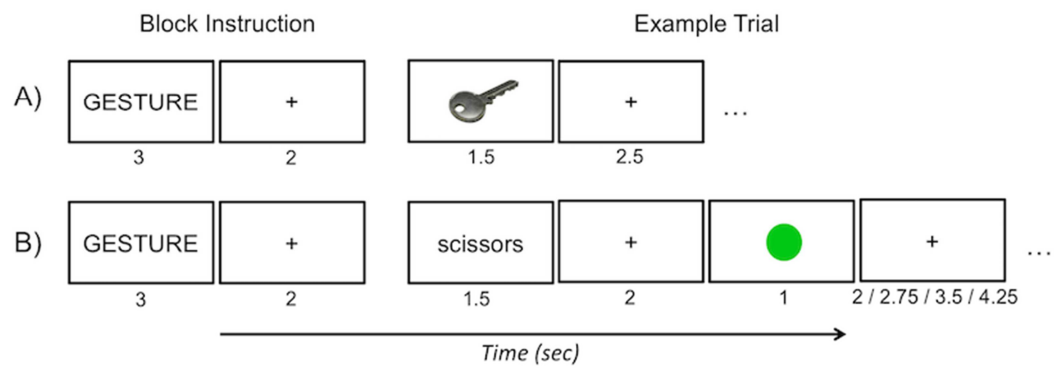 Block Instruction Example Trial
A) GESTURE + + ...
3 2 1.5 2.5
B) GESTURE + scissors + + ...
3 2 1.5 2 1 2 / 2.75 / 3.5 / 4.25
Time (sec)